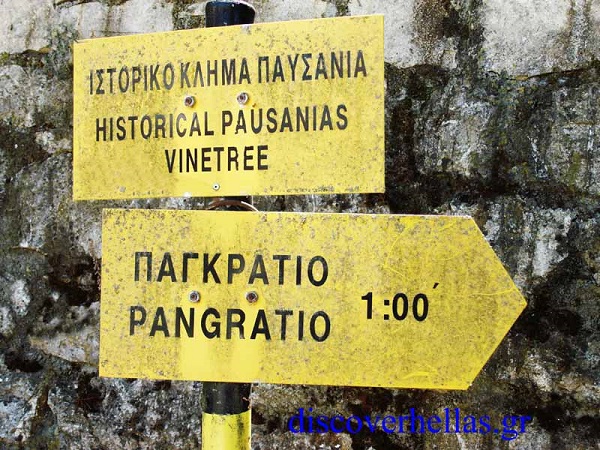 ΙΣΤΟΡΙΚΟ ΚΛΗΜΑ ΠΑΥΣΑΝΙΑ
HISTORICAL PAUSANIAS
VINETREE
ΠΑΓΚΡΑΤΙΟ
PANGRATIO
1:00′
discoverhellas.gr